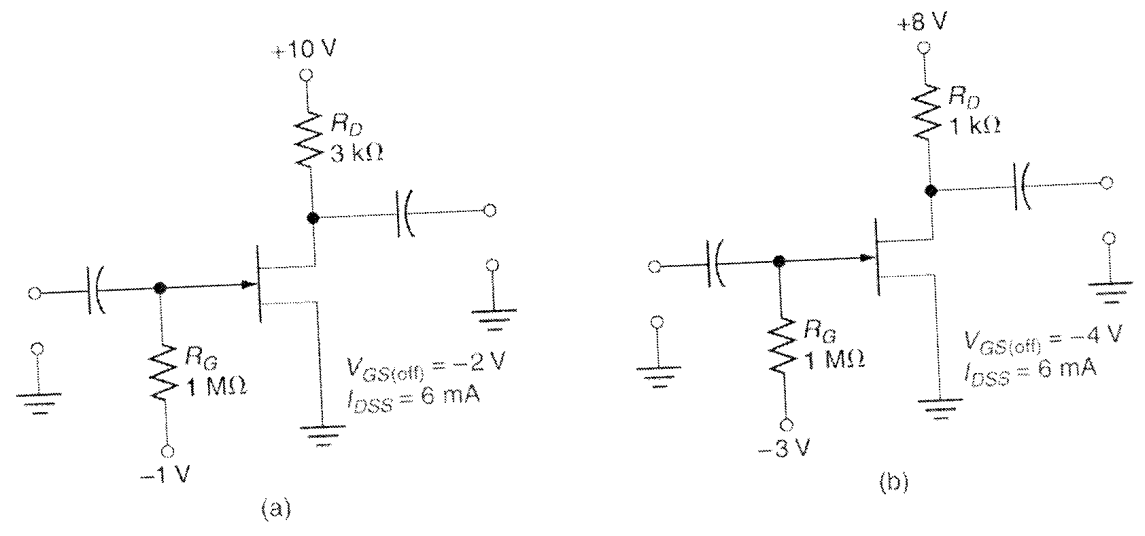 +10 V
R_D
3 kΩ
R_G
1 MΩ
V_GS(off) = −2 V
I_DSS = 6 mA
−1 V
(a)
+8 V
R_D
1 kΩ
R_G
1 MΩ
V_GS(off) = −4 V
I_DSS = 6 mA
−3 V
(b)